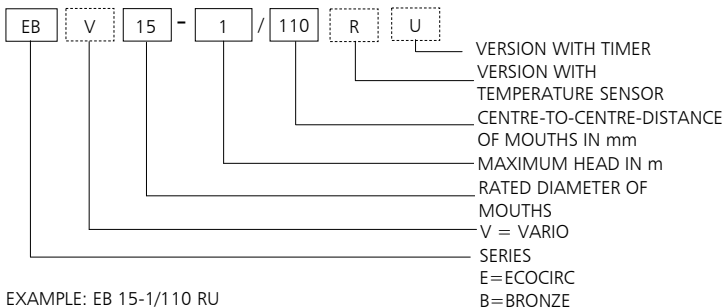 EB V 15 - 1 / 110 R U
VERSION WITH TIMER
VERSION WITH
TEMPERATURE SENSOR
CENTRE-TO-CENTRE-DISTANCE
OF MOUTHS IN mm
MAXIMUM HEAD IN m
RATED DIAMETER OF
MOUTHS
V = VARIO
SERIES
E=ECOCIRC
B=BRONZE
EXAMPLE: EB 15-1/110 RU